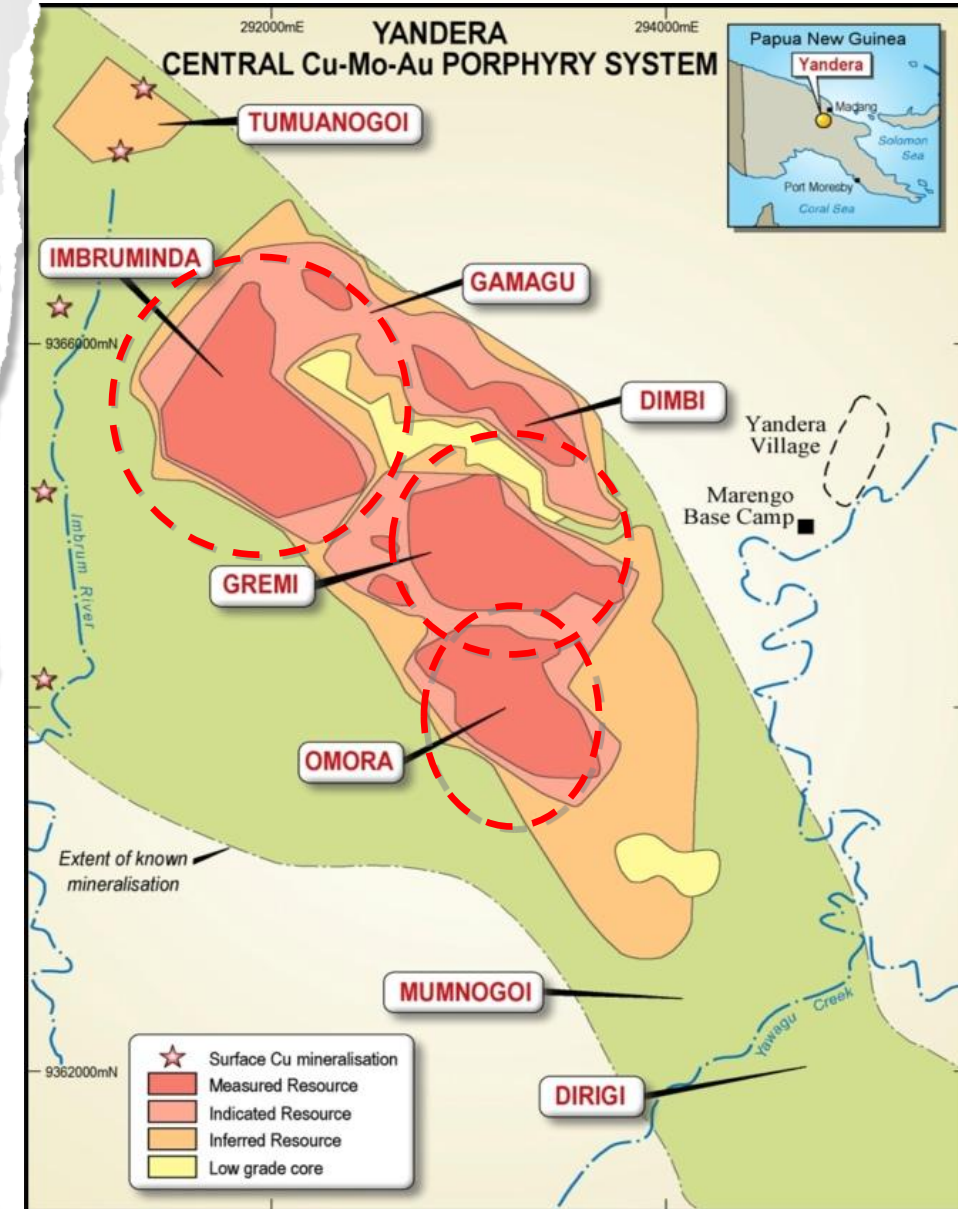 292000mE
294000mE
YANDERA
CENTRAL Cu-Mo-Au PORPHYRY SYSTEM
Papua New Guinea
Yandera
Madang
Solomon
Sea
Port Moresby
Coral Sea
TUMUANOGOI
IMBRUMINDA
GAMAGU
9366000mN
DIMBI
Yandera
Village
Marengo
Base Camp
Imbrum River
GREMI
OMORA
Extent of known
mineralisation
MUMNOGOI
Yawagu Creek
9362000mN
DIRIGI
Surface Cu mineralisation
Measured Resource
Indicated Resource
Inferred Resource
Low grade core